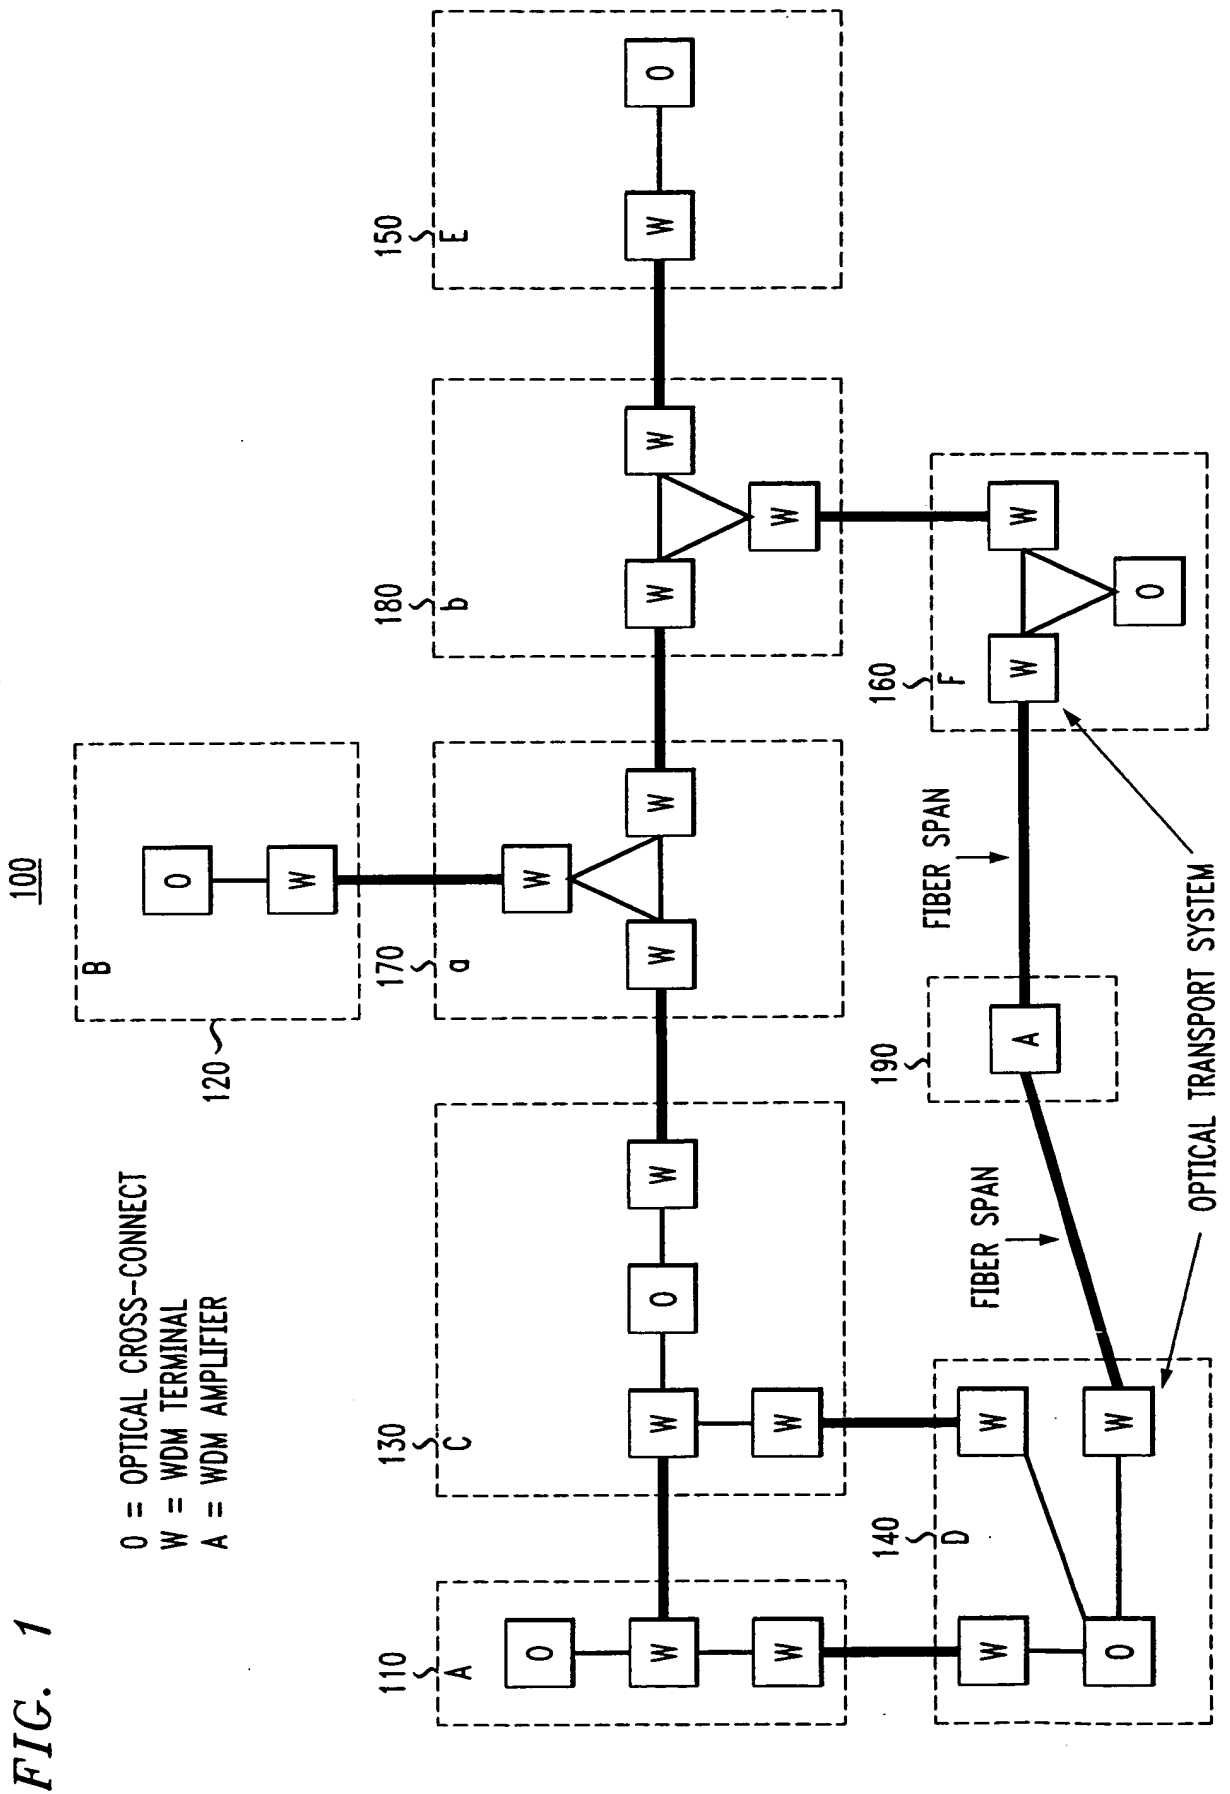 FIG. 1
100
O = OPTICAL CROSS-CONNECT
W = WDM TERMINAL
A = WDM AMPLIFIER
120
B
O
W
110
A
O
W
W
130
C
W
W
O
W
170
a
W
W
W
180
b
W
W
W
150
E
W
O
140
D
W
O
W
W
FIBER SPAN
190
A
FIBER SPAN
160
F
W
W
O
OPTICAL TRANSPORT SYSTEM